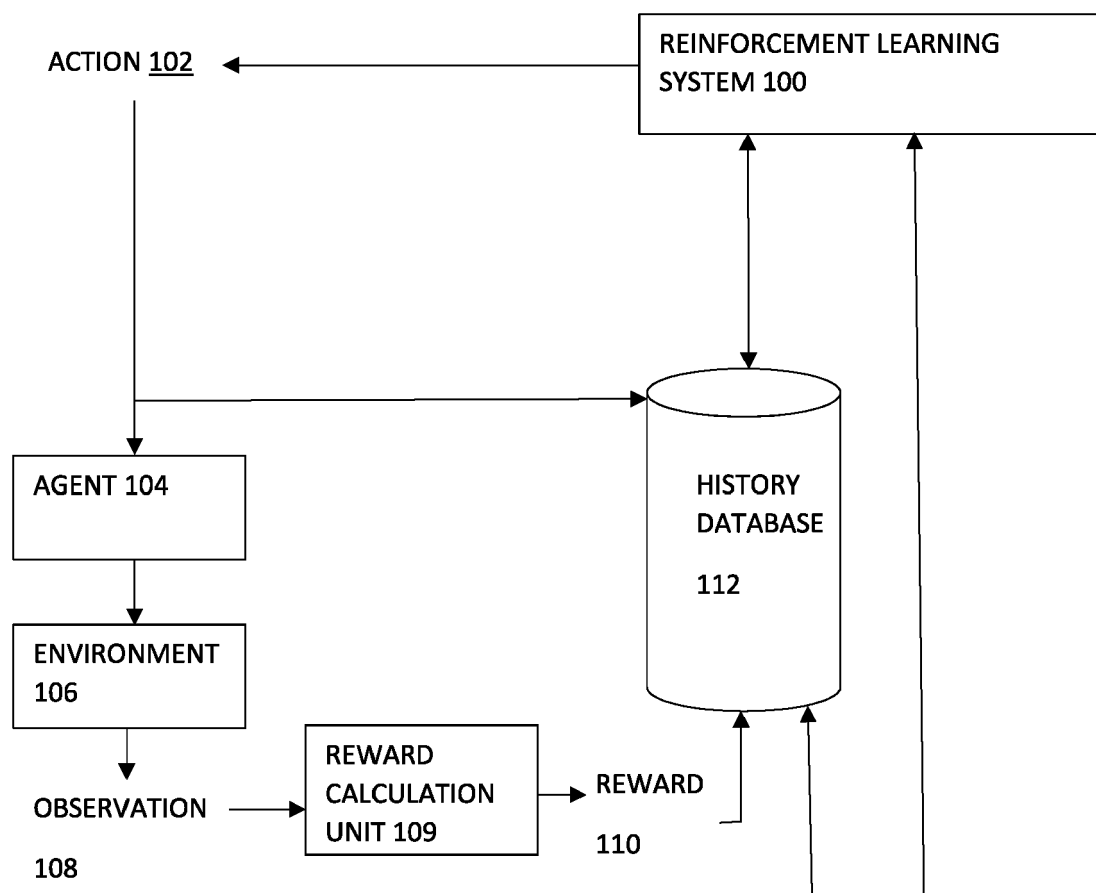 ACTION 102
REINFORCEMENT LEARNING
SYSTEM 100
AGENT 104
HISTORY
DATABASE
112
ENVIRONMENT
106
REWARD
CALCULATION
UNIT 109
REWARD
110
OBSERVATION
108